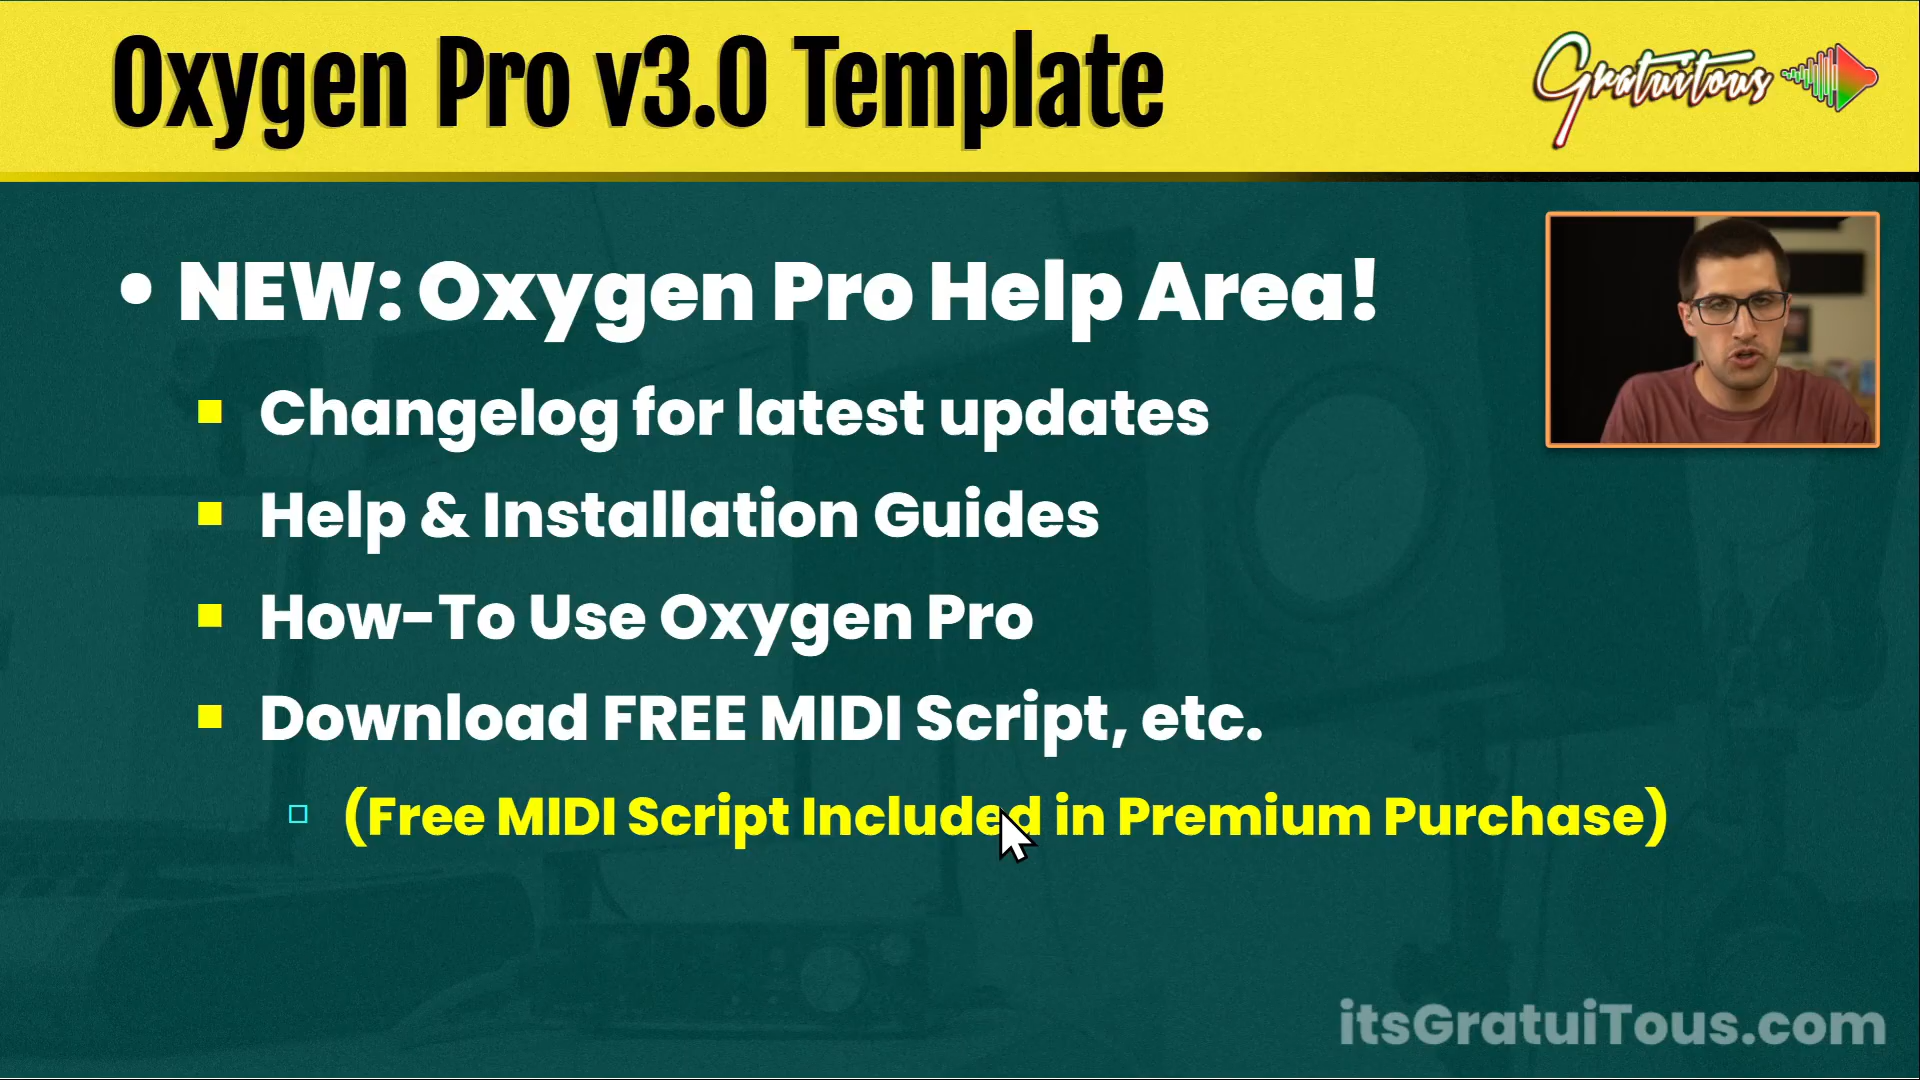 Oxygen Pro v3.0 Template
Gratuitous
• NEW: Oxygen Pro Help Area!
Changelog for latest updates
Help & Installation Guides
How-To Use Oxygen Pro
Download FREE MIDI Script, etc.
(Free MIDI Script Included in Premium Purchase)
itsGratuiTous.com